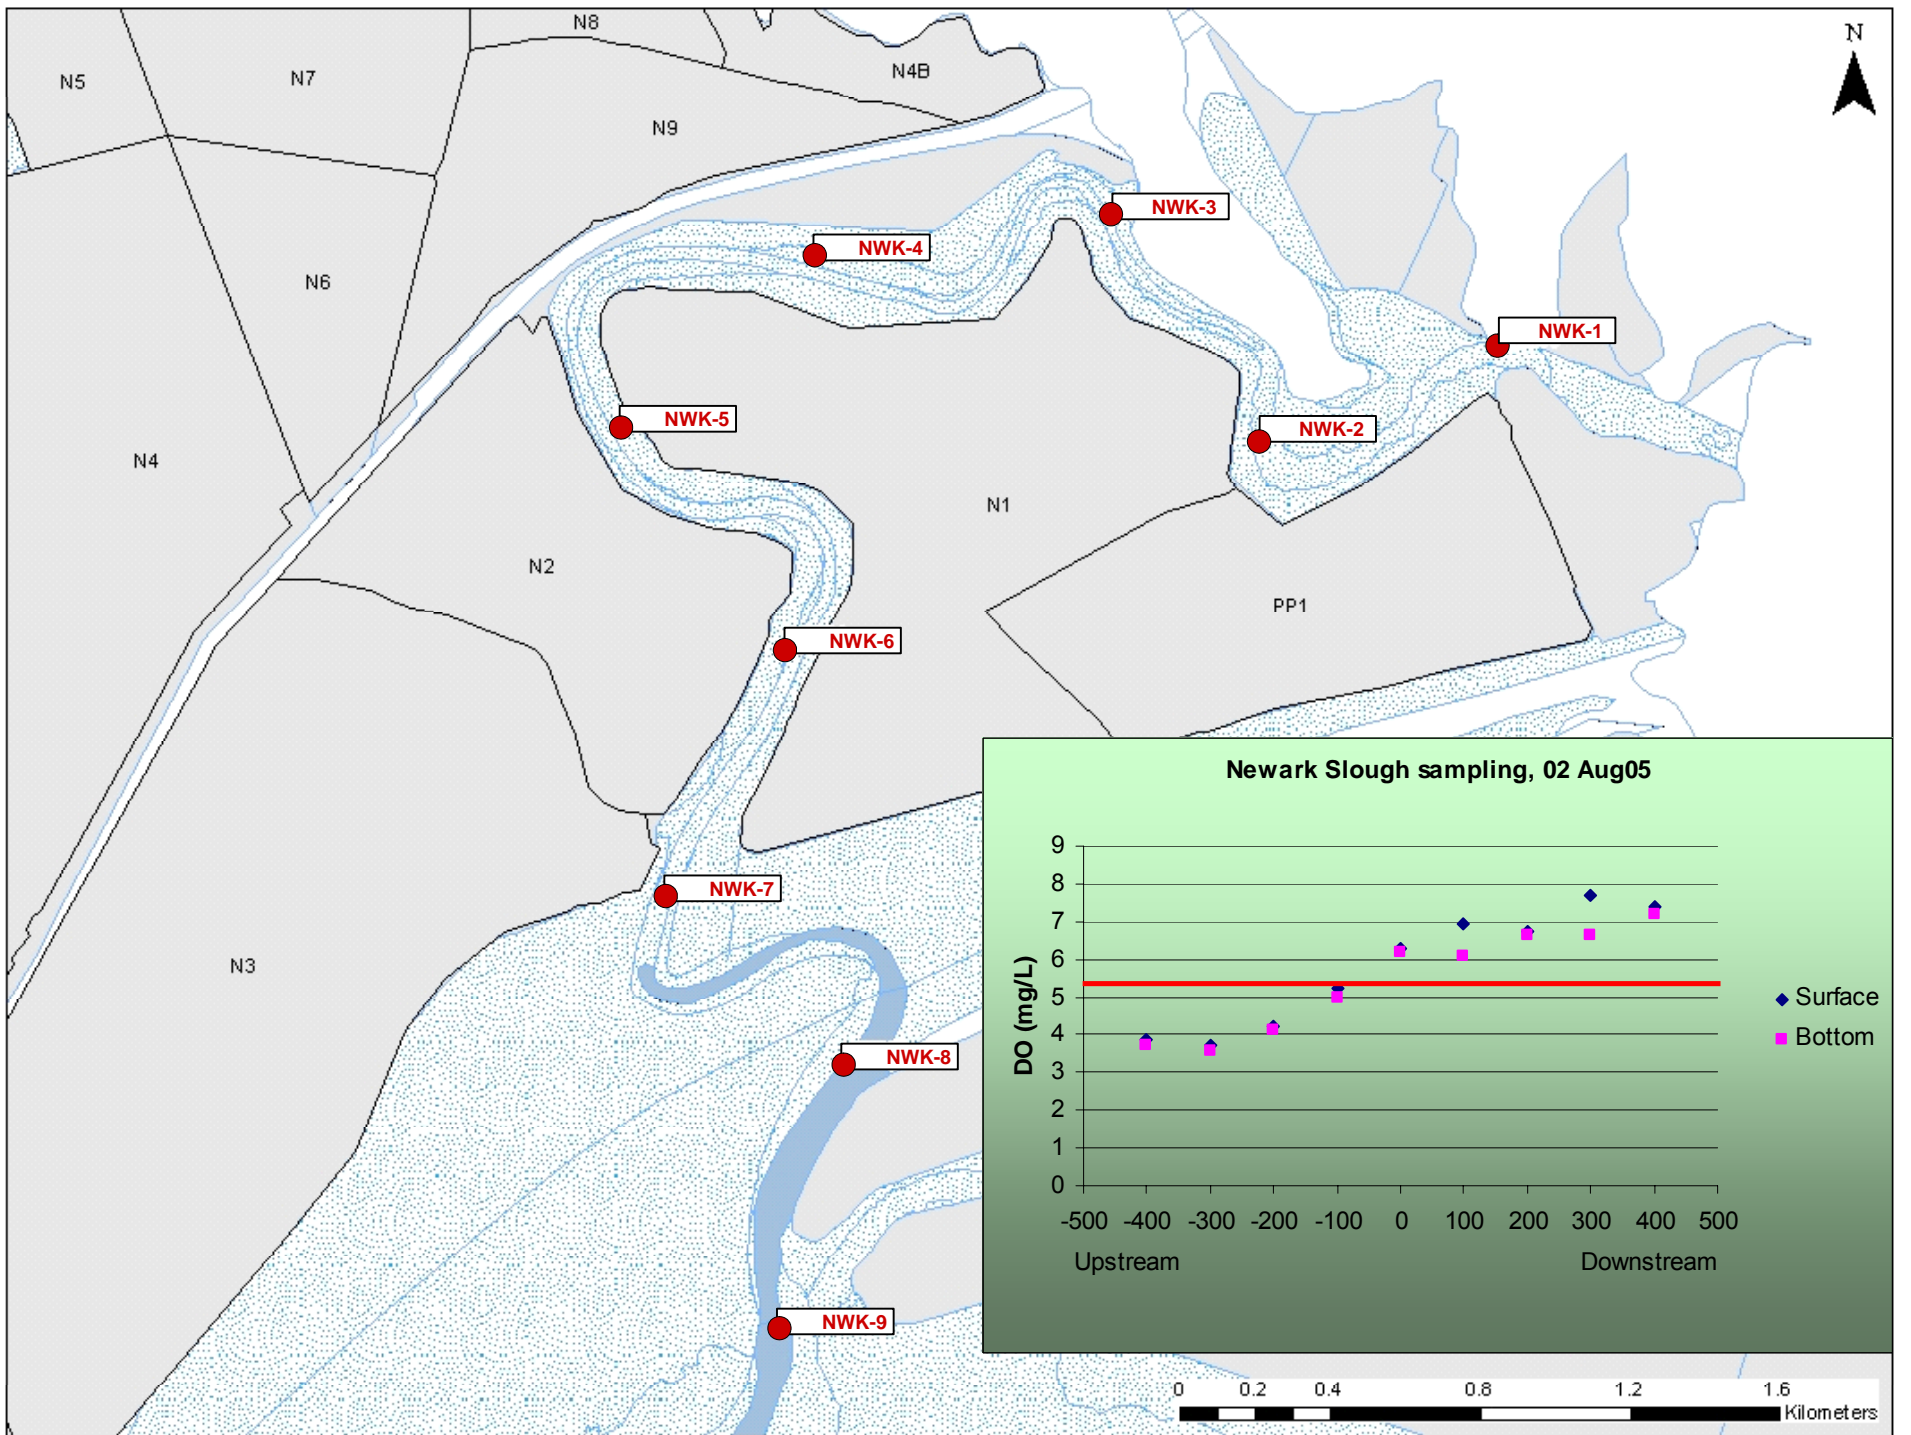 N8
N
N5
N7
N4B
N9
NWK-3
NWK-4
N6
NWK-1
NWK-5
NWK-2
N4
N1
N2
PP1
NWK-6
Newark Slough sampling, 02 Aug05
9
8
NWK-7
7
6
N3
DO (mg/L)
5
Surface
4
Bottom
NWK-8
3
2
1
0
-500 -400 -300 -200 -100 0 100 200 300 400 500
Upstream Downstream
NWK-9
0 0.2 0.4 0.8 1.2 1.6
Kilometers